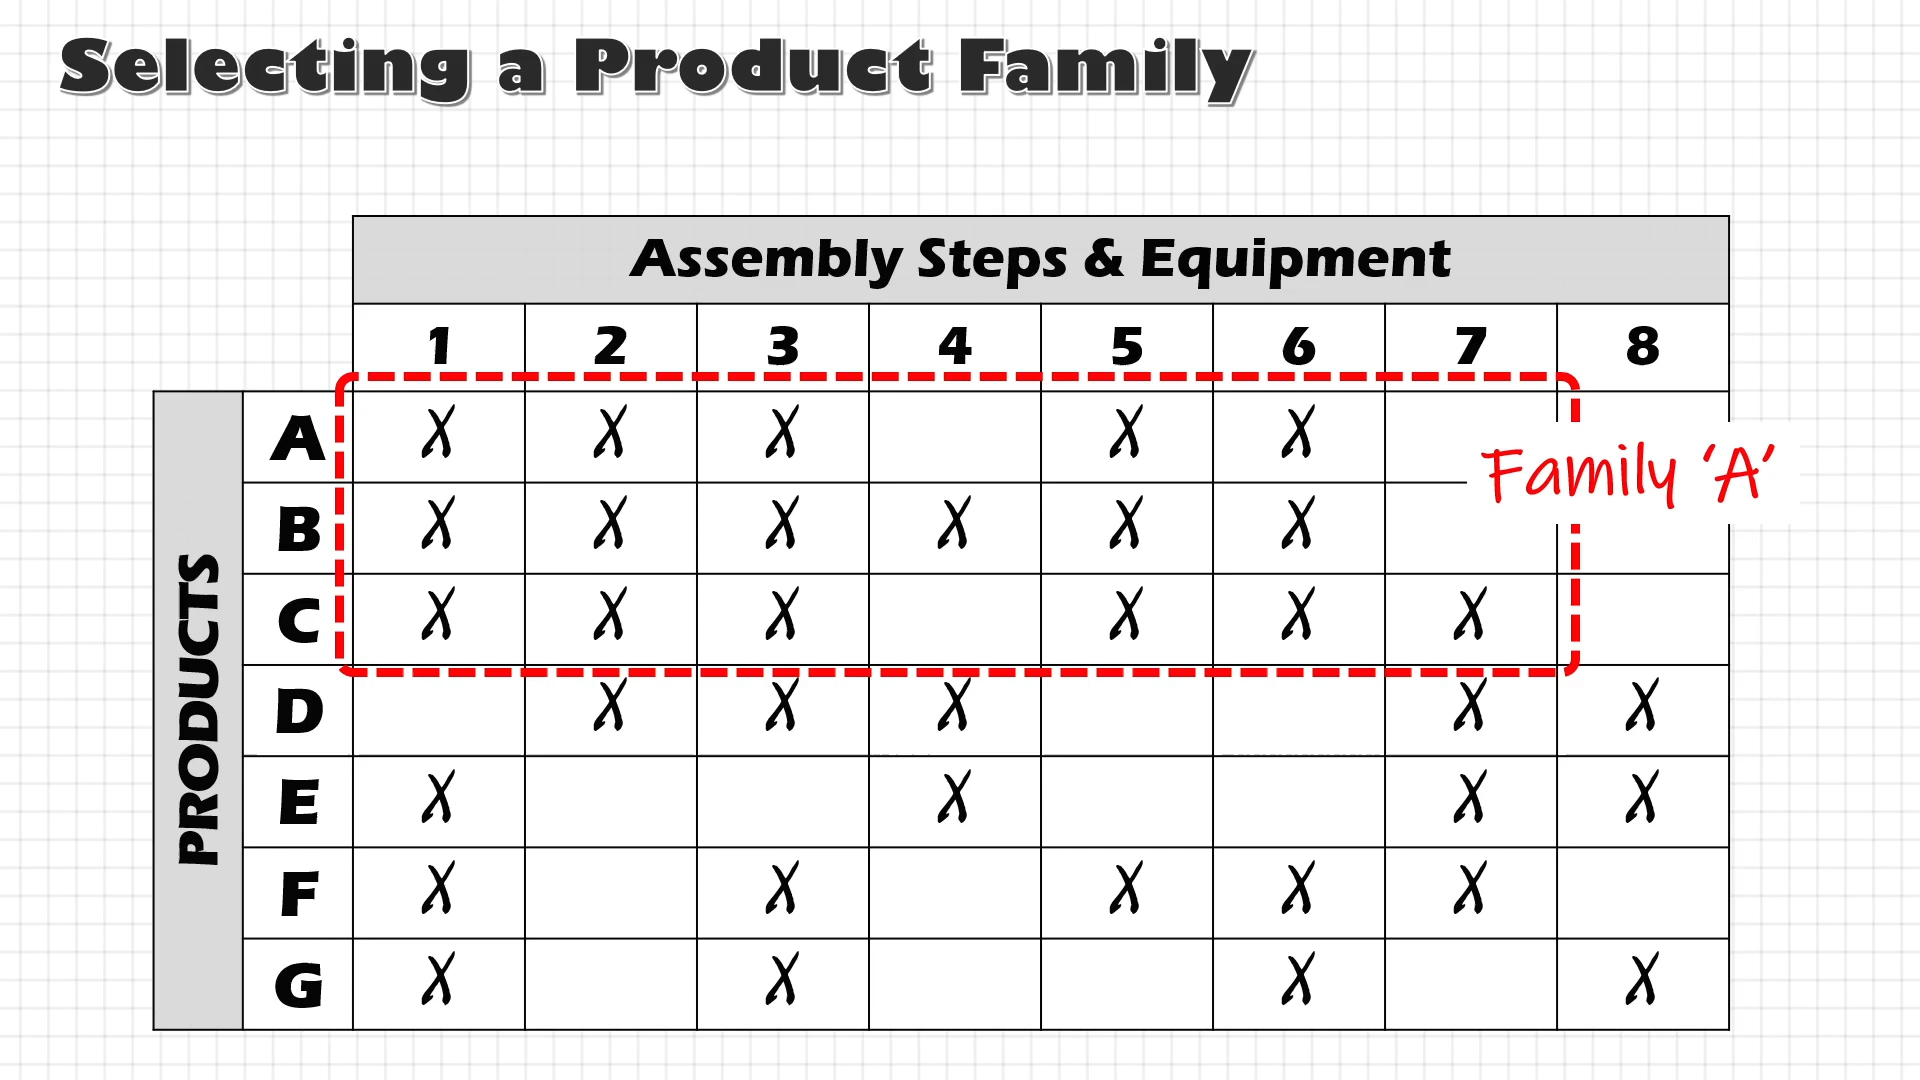 Selecting a Product Family
Assembly Steps & Equipment
1 2 3 4 5 6 7 8
PRODUCTS
A X X X X X
Family ‘A’
B X X X X X X
C X X X X X X
D X X X X X
E X X X X
F X X X X X
G X X X X